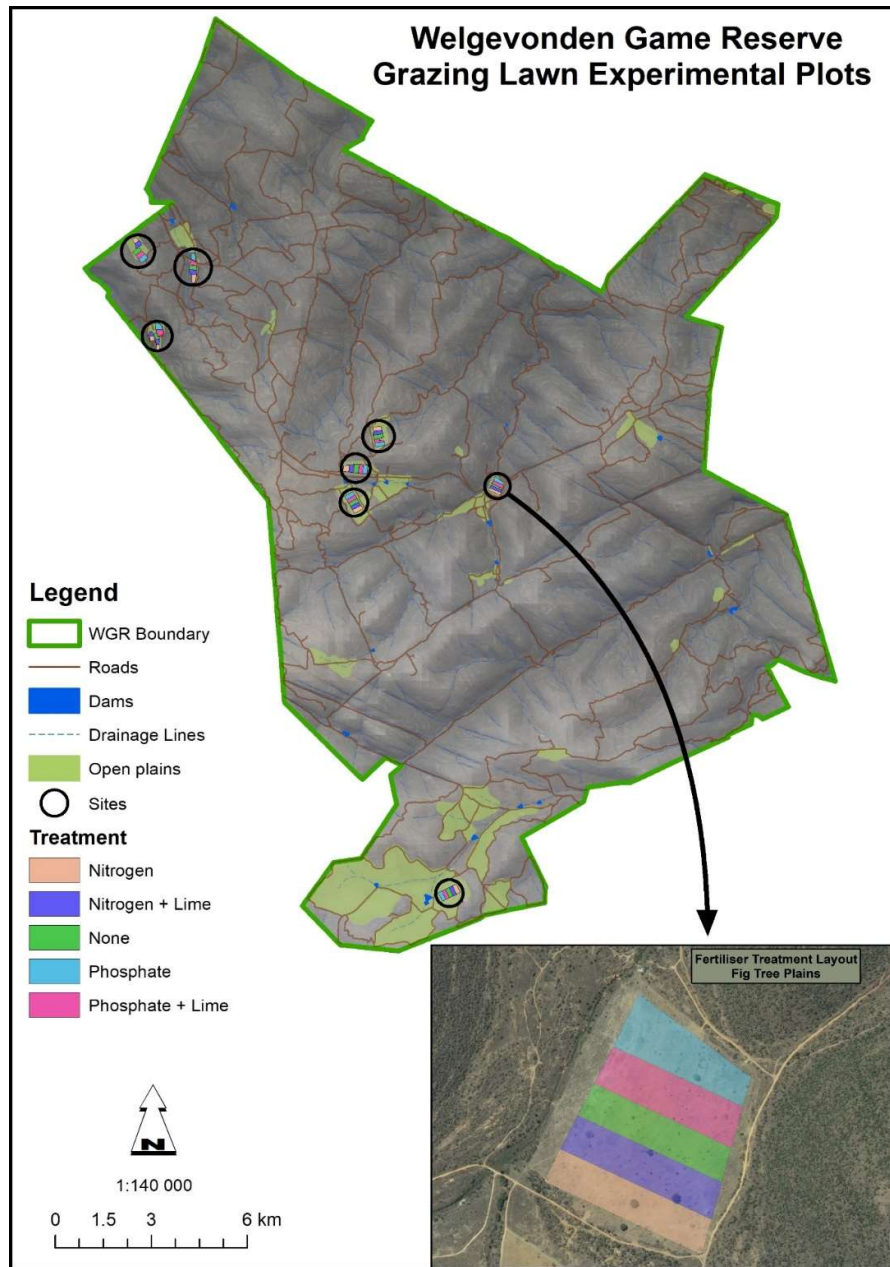 Welgevonden Game Reserve
Grazing Lawn Experimental Plots
Legend
WGR Boundary
Roads
Dams
Drainage Lines
Open plains
Sites
Treatment
Nitrogen
Nitrogen + Lime
None
Phosphate
Phosphate + Lime
N
1:140 000
0 1.5 3 6 km
Fertiliser Treatment Layout
Fig Tree Plains